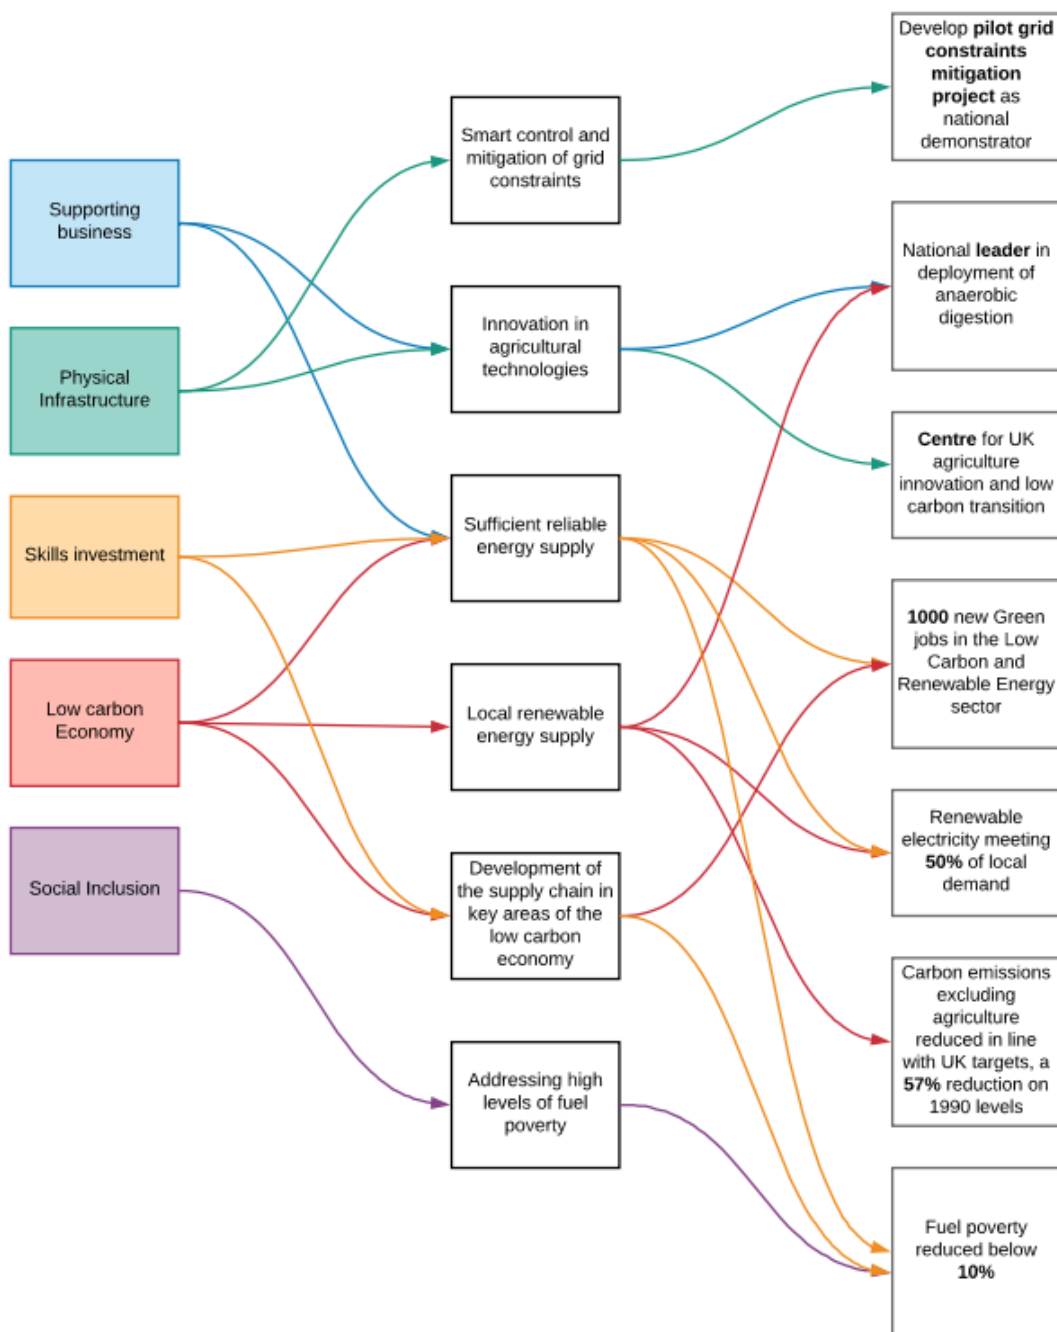 Supporting
business
Physical
Infrastructure
Skills investment
Low carbon
Economy
Social Inclusion
Smart control and
mitigation of grid
constraints
Innovation in
agricultural
technologies
Sufficient reliable
energy supply
Local renewable
energy supply
Development of
the supply chain in
key areas of the
low carbon
economy
Addressing high
levels of fuel
poverty
Develop pilot grid
constraints
mitigation
project as
national
demonstrator
National leader in
deployment of
anaerobic
digestion
Centre for UK
agriculture
innovation and low
carbon transition
1000 new Green
jobs in the Low
Carbon and
Renewable Energy
sector
Renewable
electricity meeting
50% of local
demand
Carbon emissions
excluding
agriculture
reduced in line
with UK targets, a
57% reduction on
1990 levels
Fuel poverty
reduced below
10%